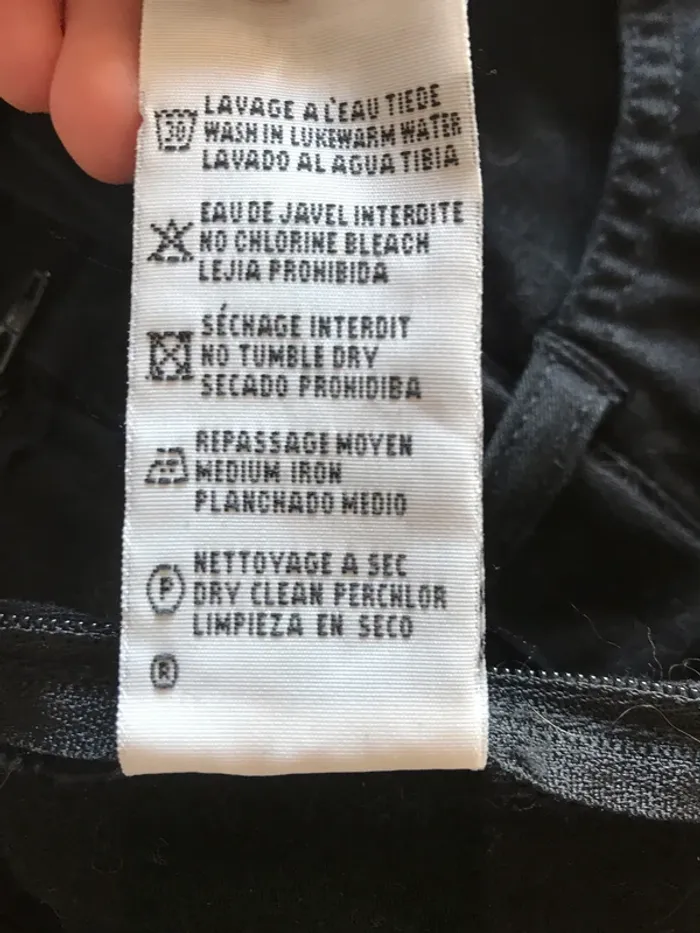 30 LAVAGE A L'EAU TIEDE
WASH IN LUKEWARM WATER
LAVADO AL AGUA TIBIA
EAU DE JAVEL INTERDITE
NO CHLORINE BLEACH
LEJIA PROHIBIDA
SÉCHAGE INTERDIT
NO TUMBLE DRY
SECADO PROHIDIBA
REPASSAGE MOYEN
MEDIUM IRON
PLANCHADO MEDIO
NETTOYAGE A SEC
P DRY CLEAN PERCHLOR
LIMPIEZA EN SECO
®